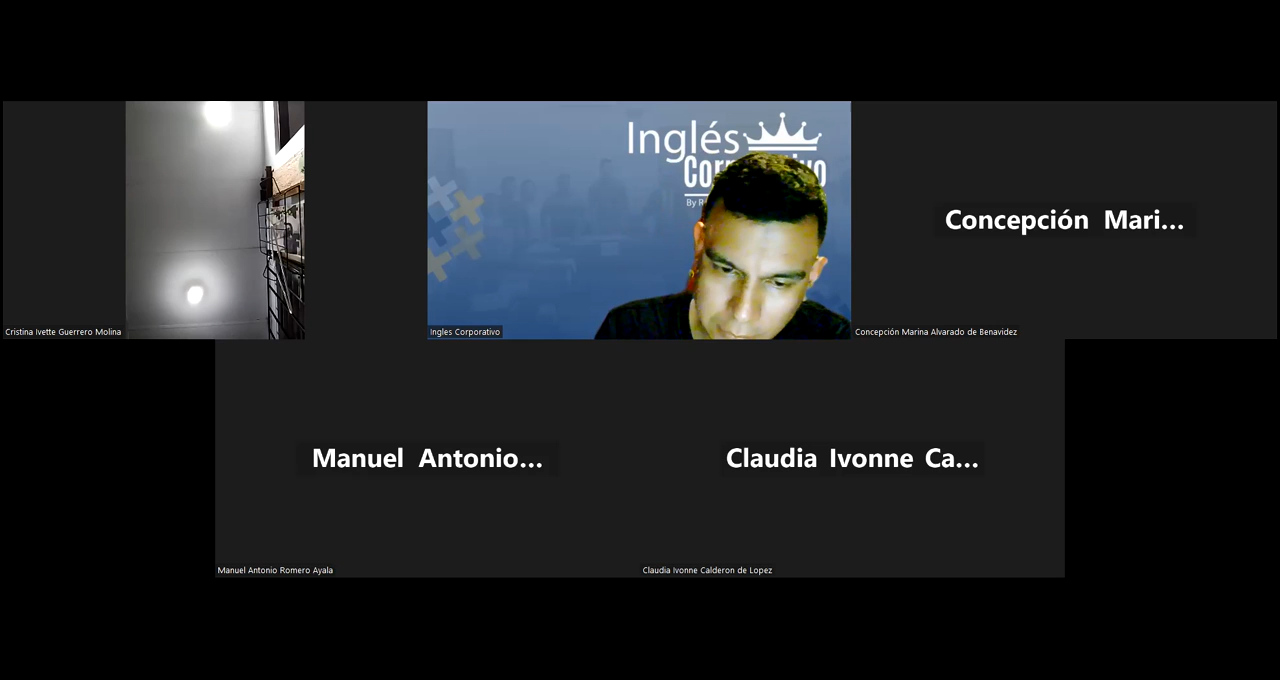 Inglés
By R
Cristina Ivette Guerrero Molina
Ingles Corporativo
Concepción Mari...
Concepción Marina Alvarado de Benavidez
Manuel Antonio...
Manuel Antonio Romero Ayala
Claudia Ivonne Ca...
Claudia Ivonne Calderon de Lopez